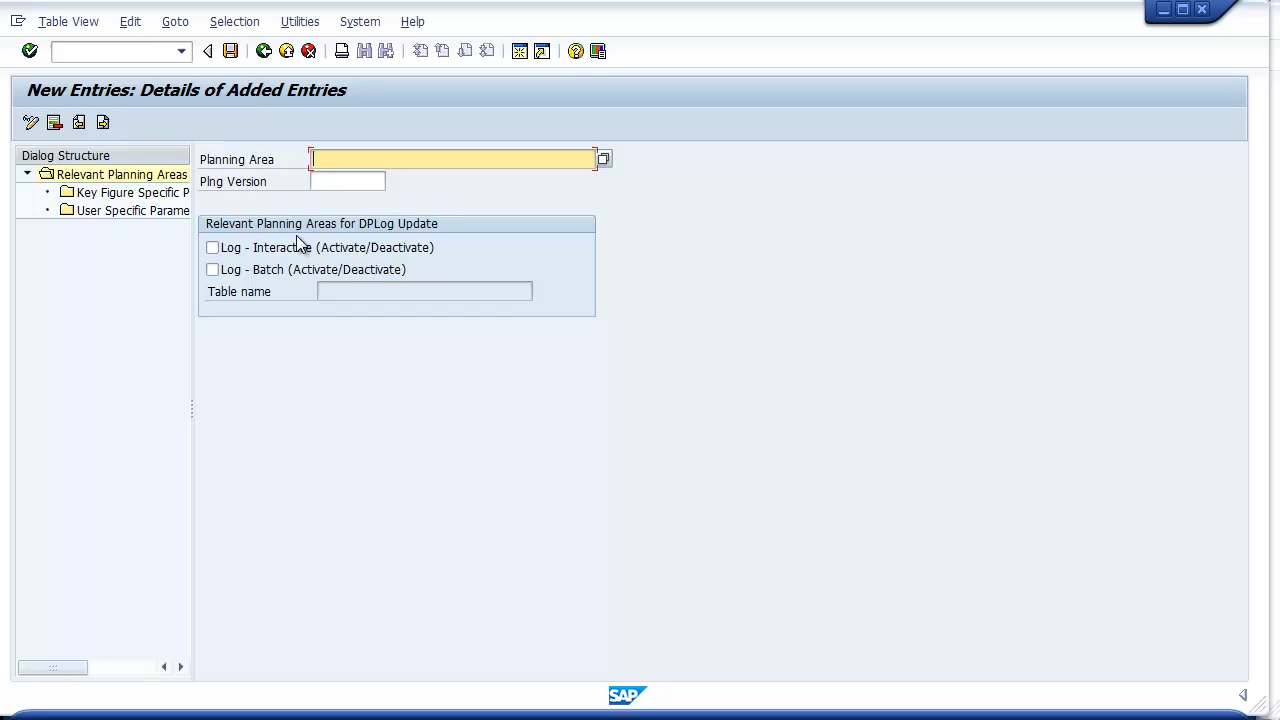 Table View Edit Goto Selection Utilities System Help
New Entries: Details of Added Entries
Dialog Structure
Relevant Planning Areas
Key Figure Specific P
User Specific Parame
Planning Area
Plng Version
Relevant Planning Areas for DPLog Update
Log - Interactive (Activate/Deactivate)
Log - Batch (Activate/Deactivate)
Table name
SAP